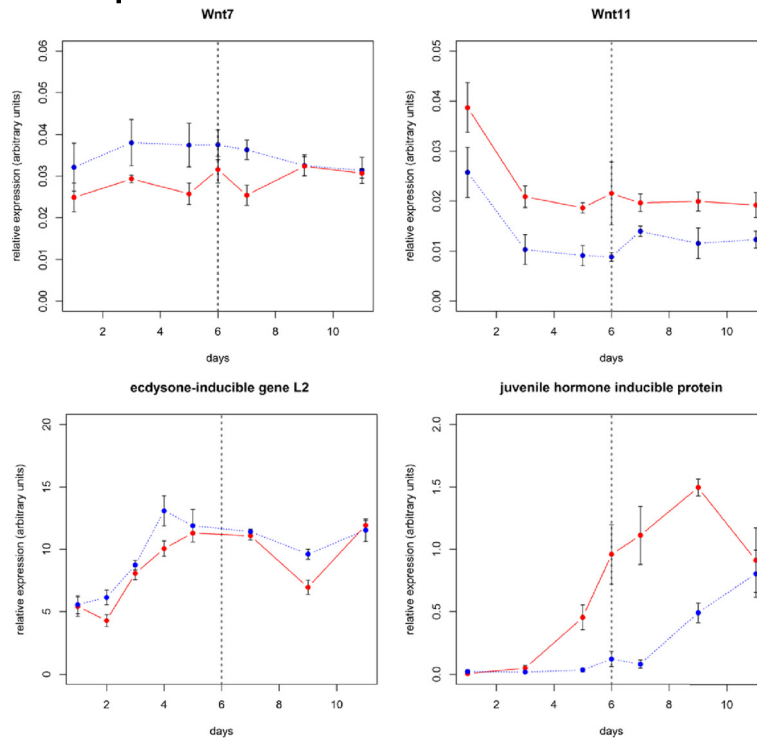 Wnt7
relative expression (arbitrary units)
0.06
0.05
0.04
0.03
0.02
0.01
0.00
2 4 6 8 10
days
Wnt11
relative expression (arbitrary units)
0.05
0.04
0.03
0.02
0.01
0.00
2 4 6 8 10
days
ecdysone-inducible gene L2
relative expression (arbitrary units)
20
15
10
5
0
2 4 6 8 10
days
juvenile hormone inducible protein
relative expression (arbitrary units)
2.0
1.5
1.0
0.5
0.0
2 4 6 8 10
days